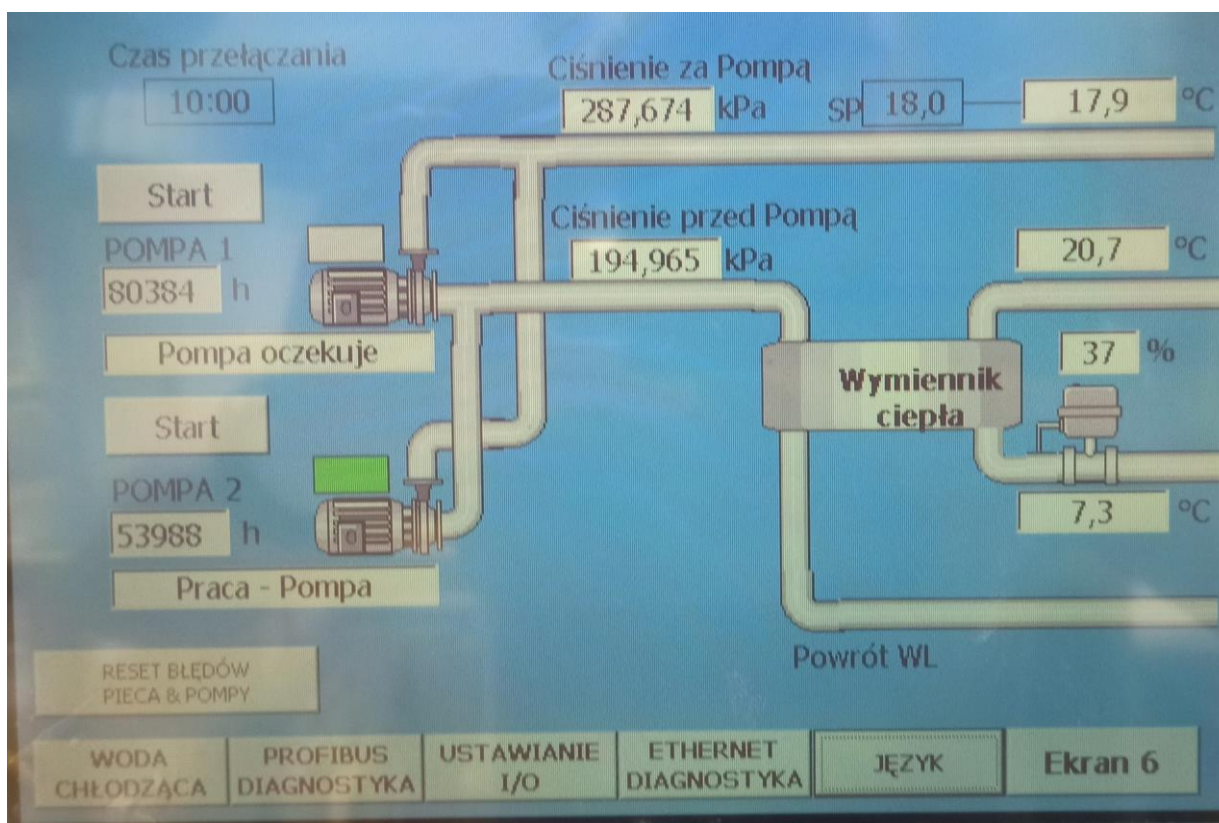 Czas przełączania
10:00
Ciśnienie za Pompą
287,674 kPa
SP 18,0
17,9 °C
Start
POMPA 1
80384 h
Pompa oczekuje
Ciśnienie przed Pompą
194,965 kPa
20,7 °C
Wymiennik
ciepła
37 %
7,3 °C
Start
POMPA 2
53988 h
Praca - Pompa
Powrót WL
RESET BŁĘDÓW
PIECA & POMPY
WODA
CHŁODZĄCA
PROFIBUS
DIAGNOSTYKA
USTAWIANIE
I/O
ETHERNET
DIAGNOSTYKA
JĘZYK
Ekran 6